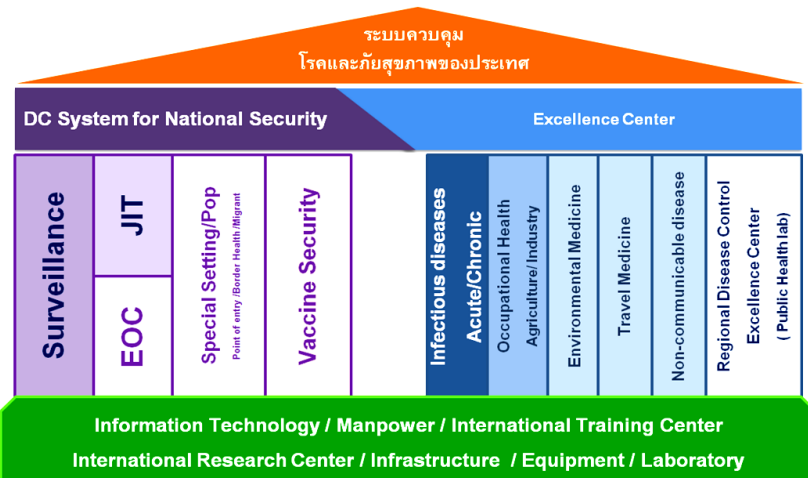 ระบบควบคุม
โรคและภัยสุขภาพของประเทศ
DC System for National Security
Excellence Center
Surveillance
JIT
EOC
Special Setting/Pop
Point of entry /Border Health /Migrant
Vaccine Security
Infectious diseases
Acute/Chronic
Occupational Health
Agriculture/ Industry
Environmental Medicine
Travel Medicine
Non-communicable disease
Regional Disease Control
Excellence Center
( Public Health lab)
Information Technology / Manpower / International Training Center
International Research Center / Infrastructure / Equipment / Laboratory